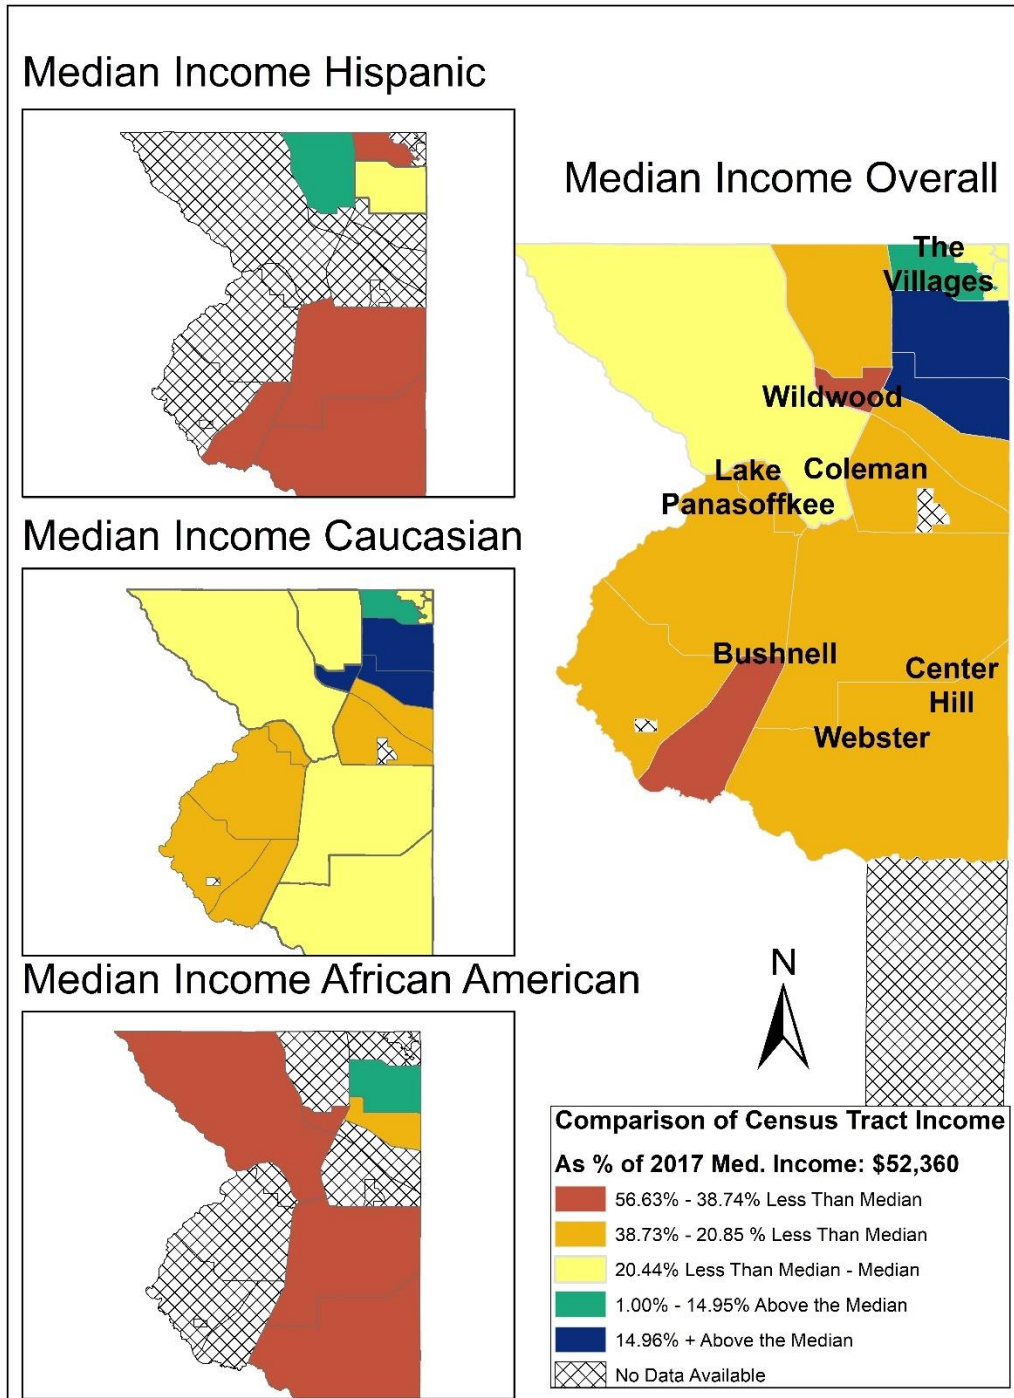 Median Income Hispanic
Median Income Overall
The
Villages
Wildwood
Lake
Panasoffkee
Coleman
Bushnell
Center
Hill
Webster
Median Income Caucasian
Median Income African American
N
Comparison of Census Tract Income
As % of 2017 Med. Income: $52,360
56.63% - 38.74% Less Than Median
38.73% - 20.85 % Less Than Median
20.44% Less Than Median - Median
1.00% - 14.95% Above the Median
14.96% + Above the Median
No Data Available